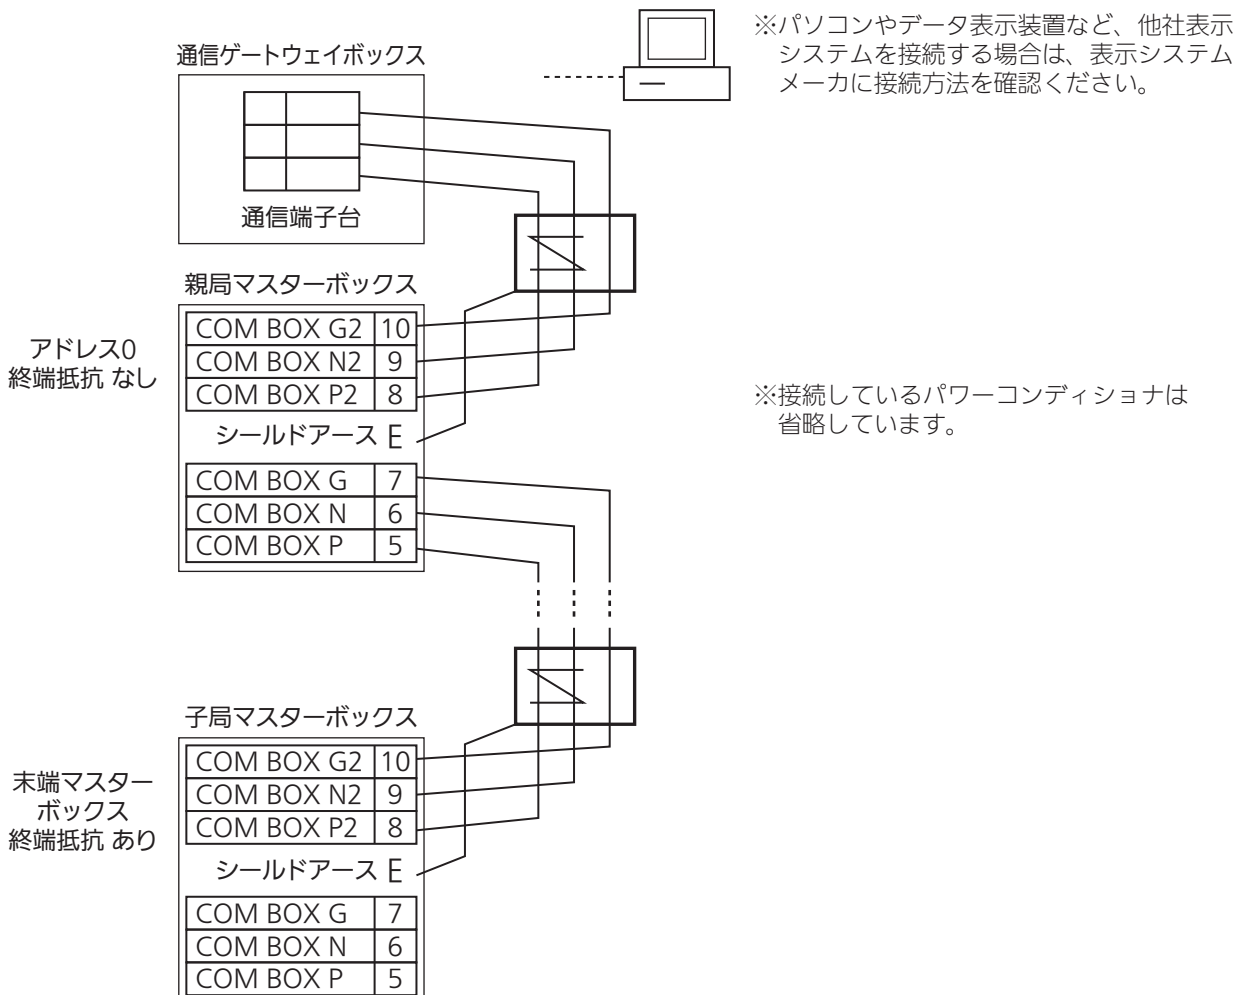 通信ゲートウェイボックス
通信端子台
※パソコンやデータ表示装置など、他社表示
システムを接続する場合は、表示システム
メーカに接続方法を確認ください。
親局マスターボックス
アドレス0
終端抵抗 なし
COM BOX G2 10
COM BOX N2 9
COM BOX P2 8
シールドアース E
COM BOX G 7
COM BOX N 6
COM BOX P 5
※接続しているパワーコンディショナは
省略しています。
子局マスターボックス
末端マスター
ボックス
終端抵抗 あり
COM BOX G2 10
COM BOX N2 9
COM BOX P2 8
シールドアース E
COM BOX G 7
COM BOX N 6
COM BOX P 5